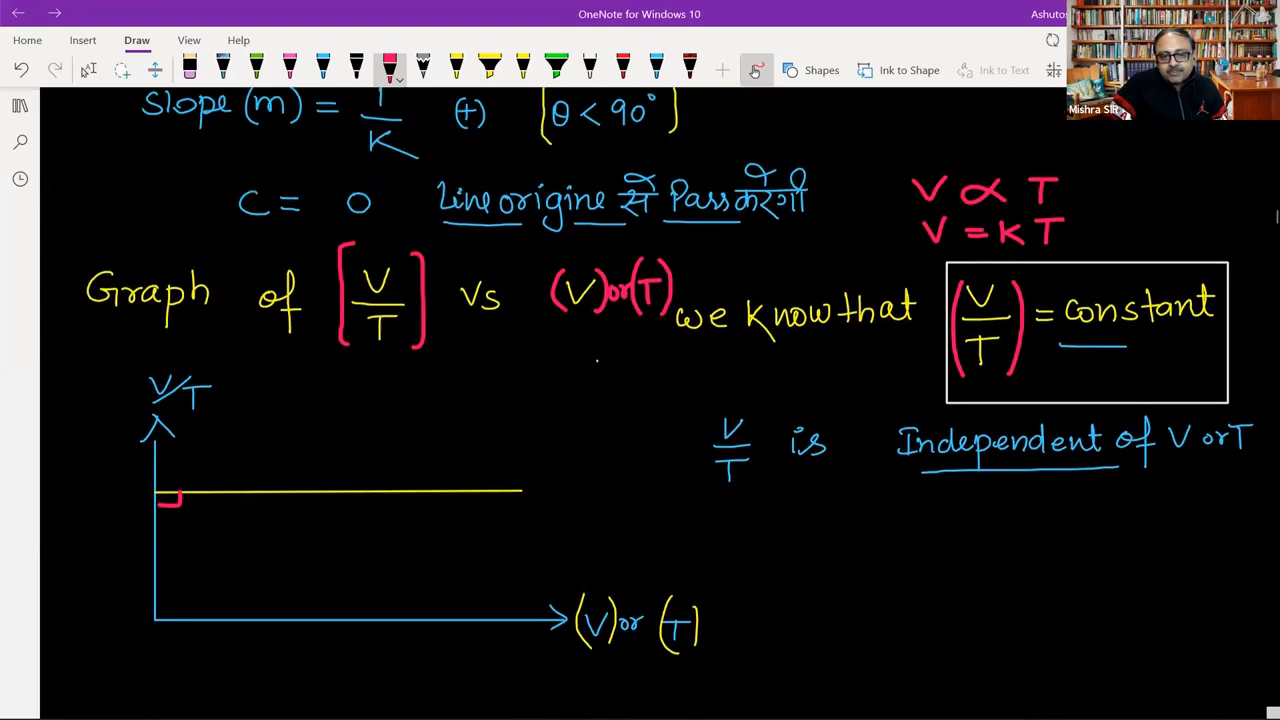 OneNote for Windows 10
Ashutos
Home Insert Draw View Help
Shapes Ink to Shape Ink to Text
Mishra SIR
Slope (m) = 1/K (+) [θ < 90°]
C = 0 Line origine से Pass करेगी
V ∝ T
V = K T
Graph of [V/T] vs (V) or (T) we know that (V/T) = constant
V/T
V/T is Independent of V or T
(V) or (T)